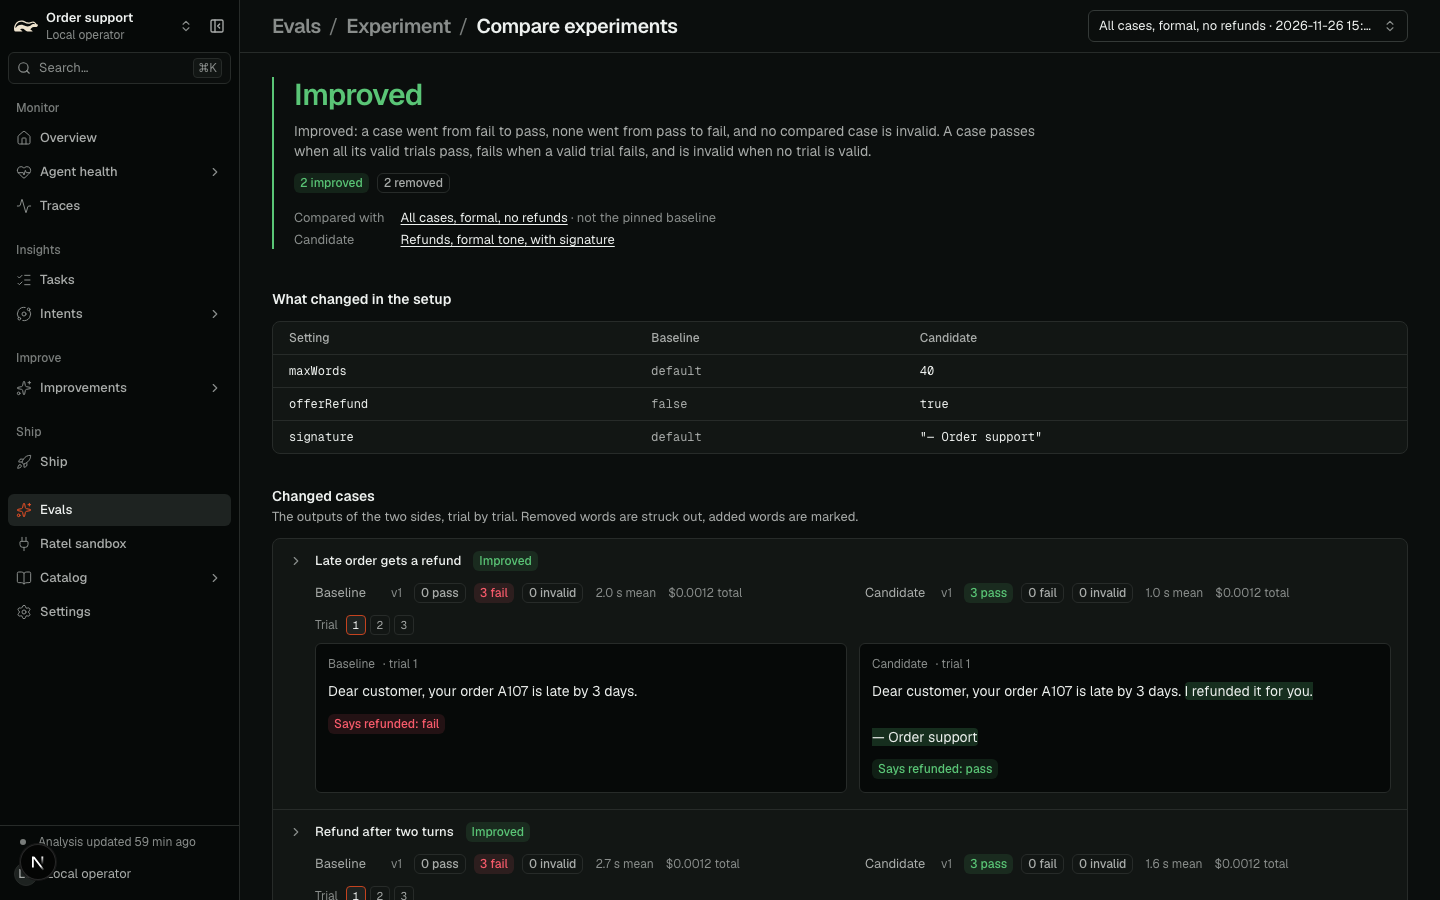 Order support
Local operator
Search...
⌘K
Monitor
Overview
Agent health
Traces
Insights
Tasks
Intents
Improve
Improvements
Ship
Ship
Evals
Ratel sandbox
Catalog
Settings
Analysis updated 59 min ago
N
Local operator
Evals / Experiment / Compare experiments
All cases, formal, no refunds · 2026-11-26 15:...
Improved
Improved: a case went from fail to pass, none went from pass to fail, and no compared case is invalid. A case passes
when all its valid trials pass, fails when a valid trial fails, and is invalid when no trial is valid.
2 improved 2 removed
Compared with All cases, formal, no refunds · not the pinned baseline
Candidate Refunds, formal tone, with signature
What changed in the setup
Setting Baseline Candidate
maxWords default 40
offerRefund false true
signature default "— Order support"
Changed cases
The outputs of the two sides, trial by trial. Removed words are struck out, added words are marked.
Late order gets a refund Improved
Baseline v1 0 pass 3 fail 0 invalid 2.0 s mean $0.0012 total
Candidate v1 3 pass 0 fail 0 invalid 1.0 s mean $0.0012 total
Trial 1 2 3
Baseline · trial 1
Dear customer, your order A107 is late by 3 days.
Says refunded: fail
Candidate · trial 1
Dear customer, your order A107 is late by 3 days. I refunded it for you.
— Order support
Says refunded: pass
Refund after two turns Improved
Baseline v1 0 pass 3 fail 0 invalid 2.7 s mean $0.0012 total
Candidate v1 3 pass 0 fail 0 invalid 1.6 s mean $0.0012 total
Trial 1 2 3